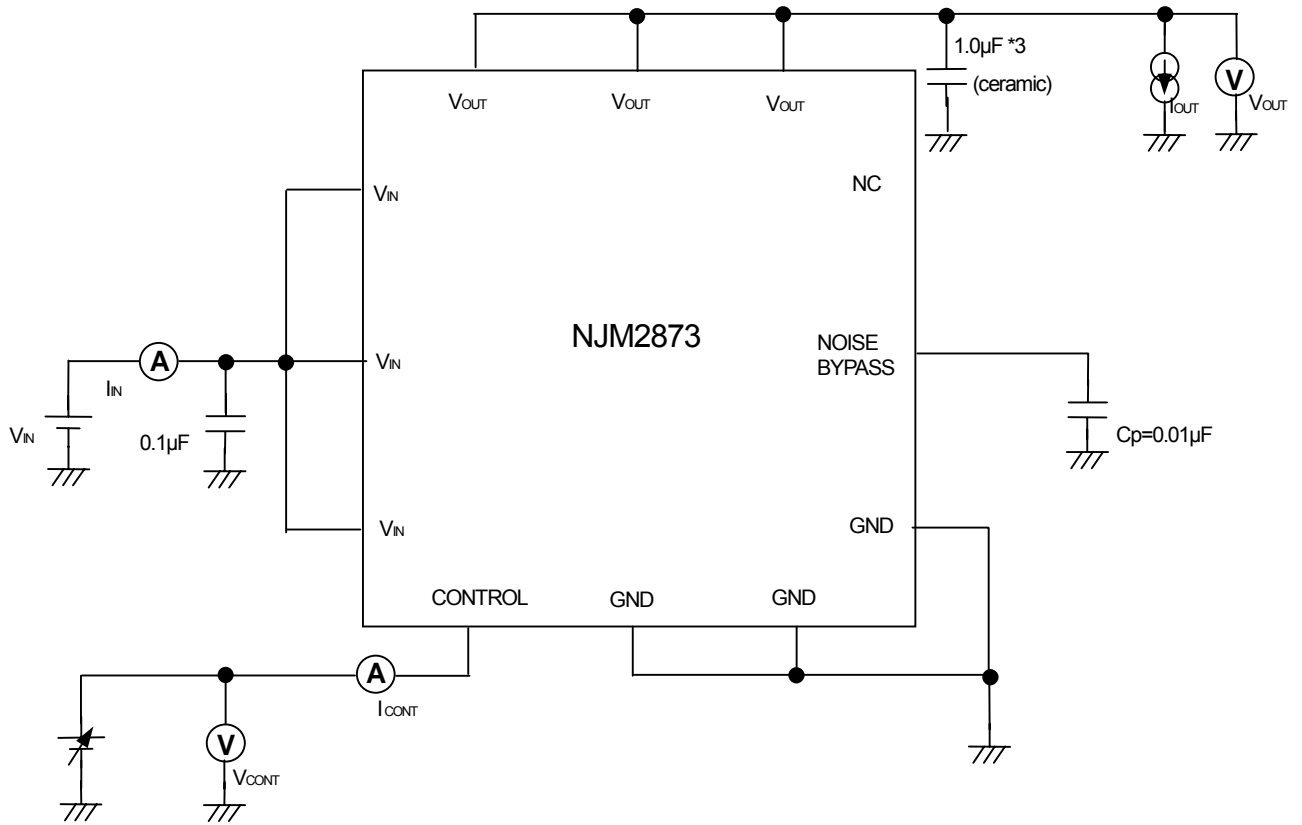 1.0µF *3
(ceramic)
VOUT
VOUT
VOUT
IOUT
V
VOUT
VIN
NC
NJM2873
A
IIN
VIN
NOISE
BYPASS
VIN
0.1µF
Cp=0.01µF
VIN
GND
CONTROL
GND
GND
A
ICONT
V
VCONT